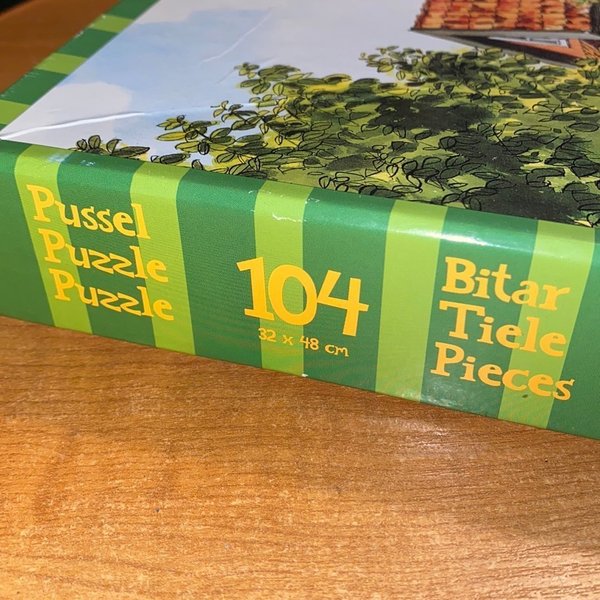 Pussel
Puzzle
Puzzle
104
32 x 48 cm
Bitar
Tiele
Pieces